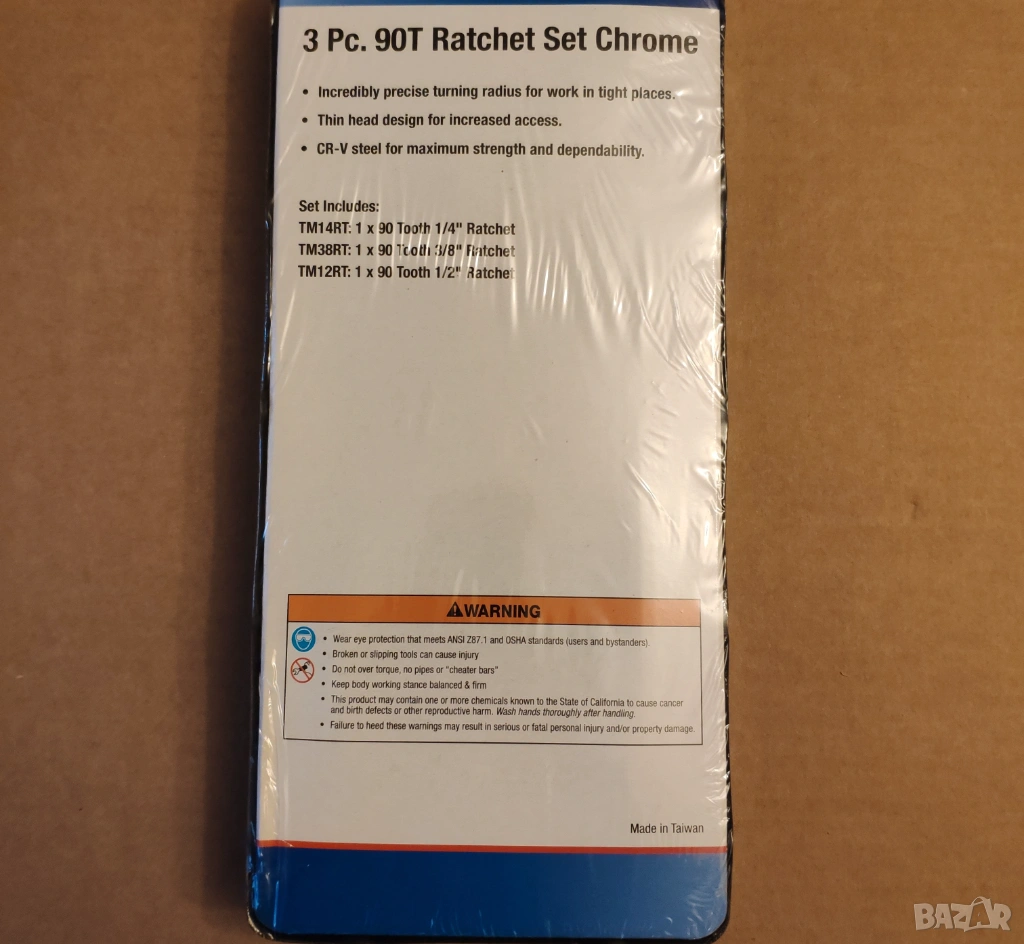 3 Pc. 90T Ratchet Set Chrome
• Incredibly precise turning radius for work in tight places.
• Thin head design for increased access.
• CR-V steel for maximum strength and dependability.
Set Includes:
TM14RT: 1 x 90 Tooth 1/4" Ratchet
TM38RT: 1 x 90 Tooth 3/8" Ratchet
TM12RT: 1 x 90 Tooth 1/2" Ratchet
WARNING
• Wear eye protection that meets ANSI Z87.1 and OSHA standards (users and bystanders).
• Broken or slipping tools can cause injury
• Do not over torque, no pipes or "cheater bars"
• Keep body working stance balanced & firm
• This product may contain one or more chemicals known to the State of California to cause cancer
and birth defects or other reproductive harm. Wash hands thoroughly after handling.
• Failure to heed these warnings may result in serious or fatal personal injury and/or property damage.
Made in Taiwan
BAZAR